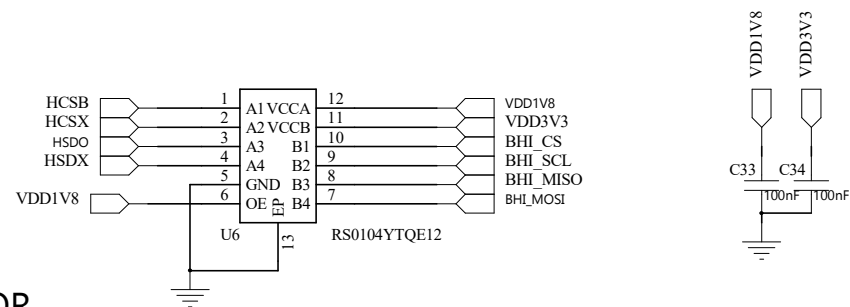 VDD1V8
VDD3V3
HCSB 1 A1 VCCA 12 VDD1V8
HCSX 2 A2 VCCB 11 VDD3V3
HSDO 3 A3 B1 10 BHI_CS
HSDX 4 A4 B2 9 BHI_SCL
5 GND B3 8 BHI_MISO
VDD1V8 6 OE EP B4 7 BHI_MOSI
U6 13 RS0104YTQE12
C33 C34
100nF 100nF